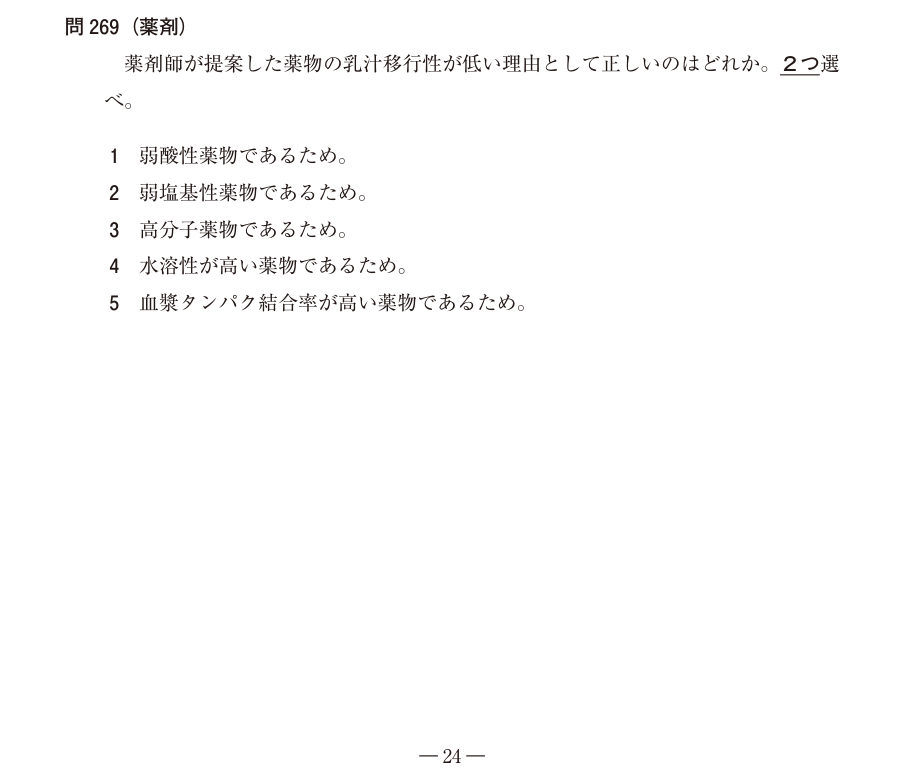 問 269（薬剤）
薬剤師が提案した薬物の乳汁移行性が低い理由として正しいのはどれか。２つ選
べ。
1 弱酸性薬物であるため。
2 弱塩基性薬物であるため。
3 高分子薬物であるため。
4 水溶性が高い薬物であるため。
5 血漿タンパク結合率が高い薬物であるため。
― 24 ―